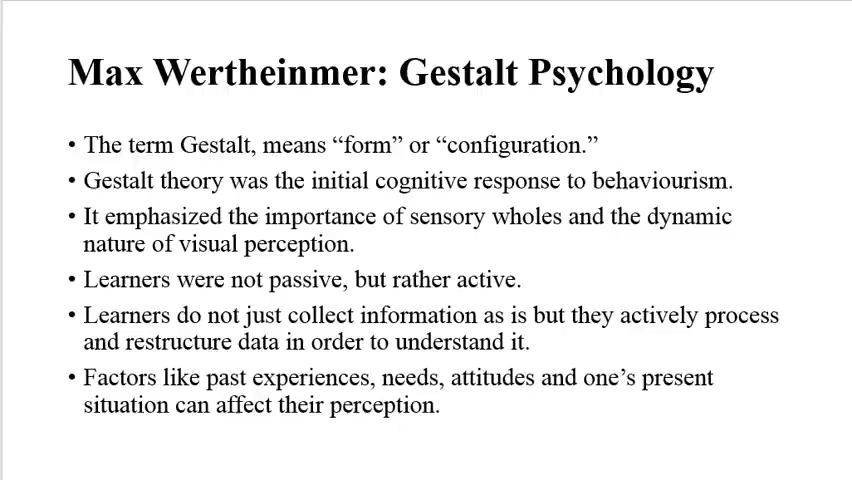 Max Wertheinmer: Gestalt Psychology
• The term Gestalt, means “form” or “configuration.”
• Gestalt theory was the initial cognitive response to behaviourism.
• It emphasized the importance of sensory wholes and the dynamic
nature of visual perception.
• Learners were not passive, but rather active.
• Learners do not just collect information as is but they actively process
and restructure data in order to understand it.
• Factors like past experiences, needs, attitudes and one’s present
situation can affect their perception.